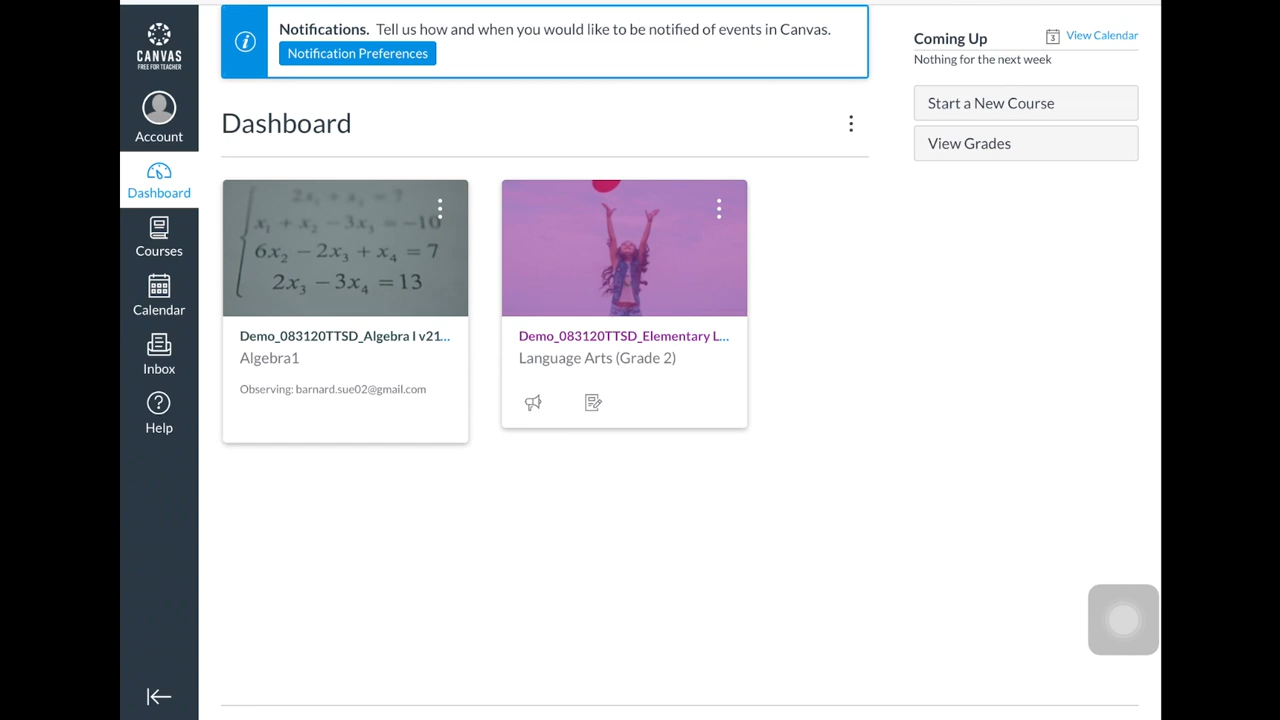 CANVAS
FREE FOR TEACHER
Account
Dashboard
Courses
Calendar
Inbox
Help
Notifications. Tell us how and when you would like to be notified of events in Canvas.
Notification Preferences
Dashboard
2x₁ + x₂ = 7
x₁ + x₂ − 3x₃ = −10
6x₂ − 2x₃ + x₄ = 7
2x₃ − 3x₄ = 13
Demo_083120TTSD_Algebra I v21...
Algebra1
Observing: barnard.sue02@gmail.com
Demo_083120TTSD_Elementary L...
Language Arts (Grade 2)
Coming Up
3
View Calendar
Nothing for the next week
Start a New Course
View Grades